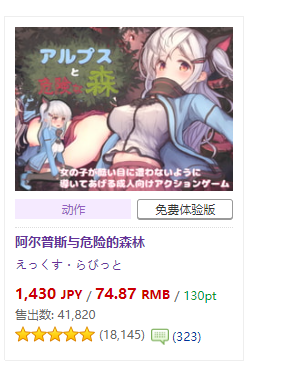 アルプス
と
危険な
森
女の子が酷い目に遭わないように
導いてあげる成人向けアクションゲーム
动作
免费体验版
阿尔普斯与危险的森林
えっくす・らびっと
1,430 JPY / 74.87 RMB / 130pt
售出数: 41,820
(18,145) (323)